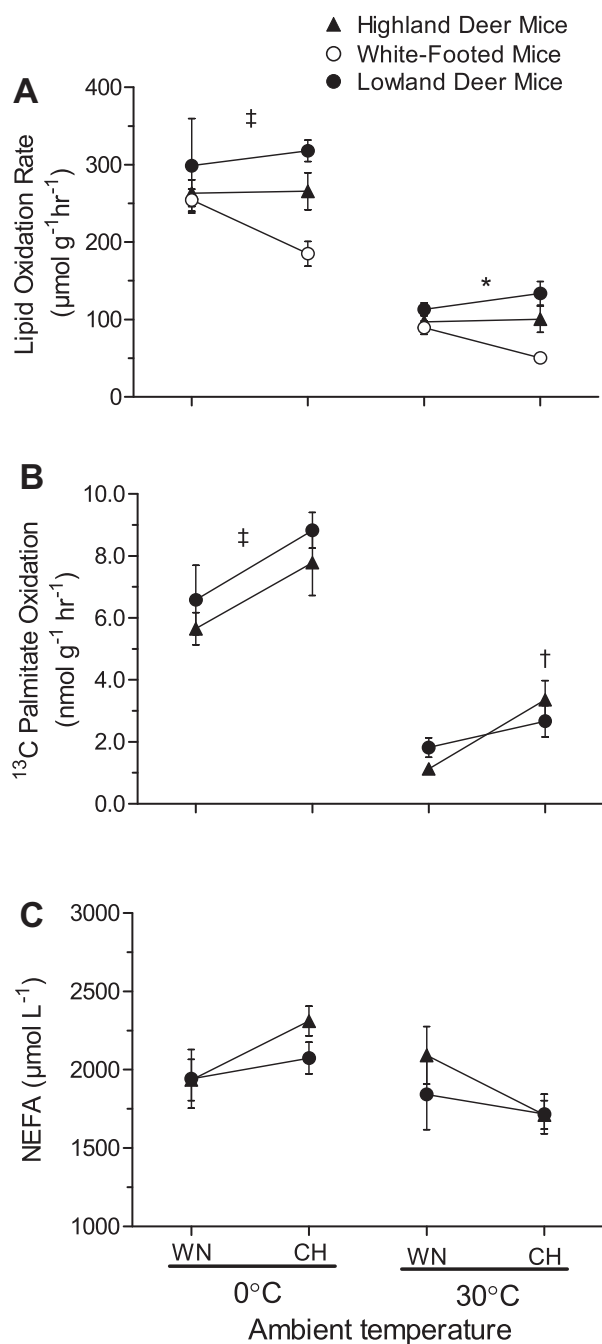 Highland Deer Mice
White-Footed Mice
Lowland Deer Mice
A
Lipid Oxidation Rate
(µmol g⁻¹hr⁻¹)
400
300
200
100
0
‡
*
B
¹³C Palmitate Oxidation
(nmol g⁻¹ hr⁻¹)
10.0
8.0
6.0
4.0
2.0
0.0
‡
†
C
NEFA (µmol L⁻¹)
3000
2500
2000
1500
1000
WN CH WN CH
0°C 30°C
Ambient temperature